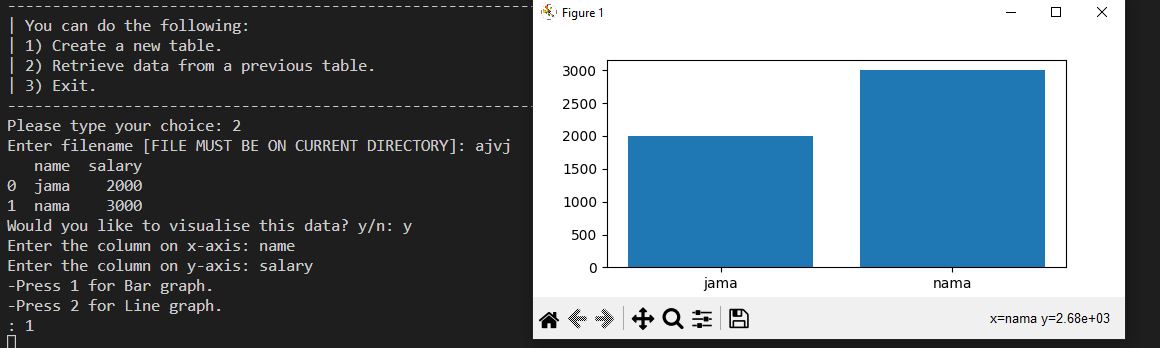 | You can do the following:
| 1) Create a new table.
| 2) Retrieve data from a previous table.
| 3) Exit.
Please type your choice: 2
Enter filename [FILE MUST BE ON CURRENT DIRECTORY]: ajvj
   name  salary
0  jama    2000
1  nama    3000
Would you like to visualise this data? y/n: y
Enter the column on x-axis: name
Enter the column on y-axis: salary
-Press 1 for Bar graph.
-Press 2 for Line graph.
: 1
Figure 1
3000
2500
2000
1500
1000
500
0
jama nama
x=nama y=2.68e+03